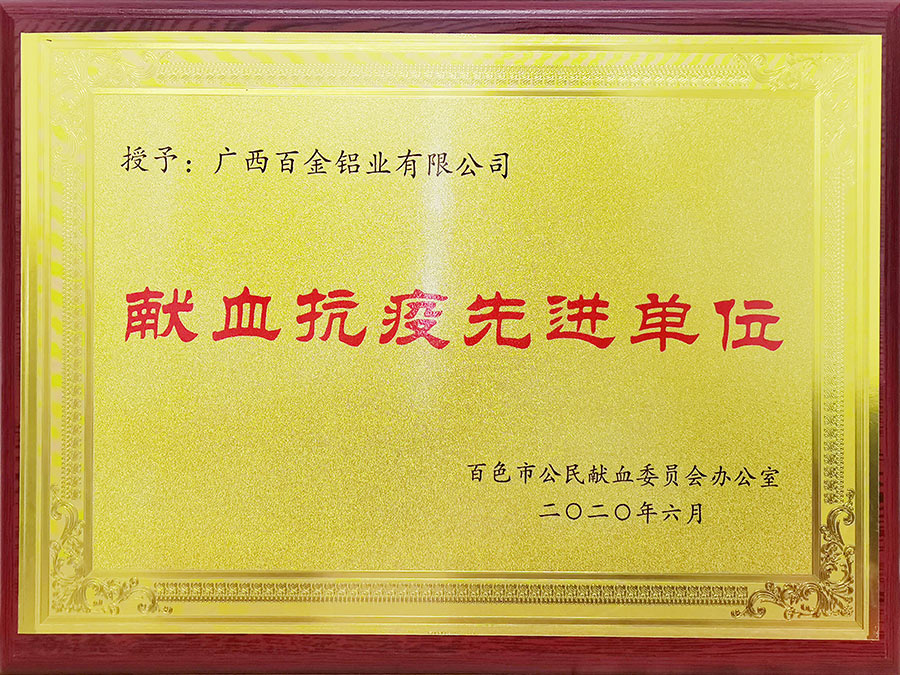 授予：广西百金铝业有限公司
献血抗疫先进单位
百色市公民献血委员会办公室
二〇二〇年六月